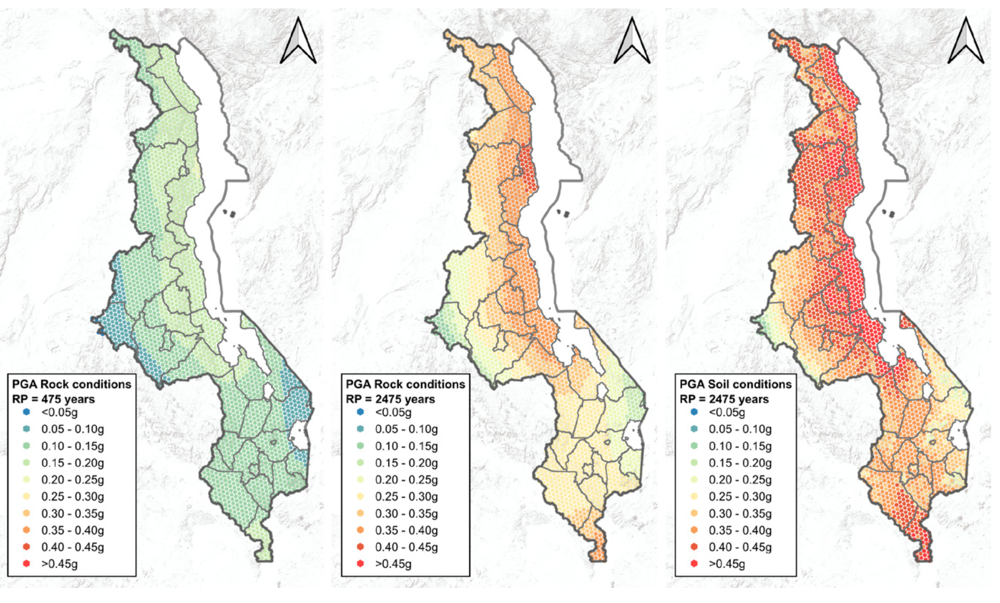 PGA Rock conditions
RP = 475 years
<0.05g
0.05 - 0.10g
0.10 - 0.15g
0.15 - 0.20g
0.20 - 0.25g
0.25 - 0.30g
0.30 - 0.35g
0.35 - 0.40g
0.40 - 0.45g
>0.45g
PGA Rock conditions
RP = 2475 years
<0.05g
0.05 - 0.10g
0.10 - 0.15g
0.15 - 0.20g
0.20 - 0.25g
0.25 - 0.30g
0.30 - 0.35g
0.35 - 0.40g
0.40 - 0.45g
>0.45g
PGA Soil conditions
RP = 2475 years
<0.05g
0.05 - 0.10g
0.10 - 0.15g
0.15 - 0.20g
0.20 - 0.25g
0.25 - 0.30g
0.30 - 0.35g
0.35 - 0.40g
0.40 - 0.45g
>0.45g